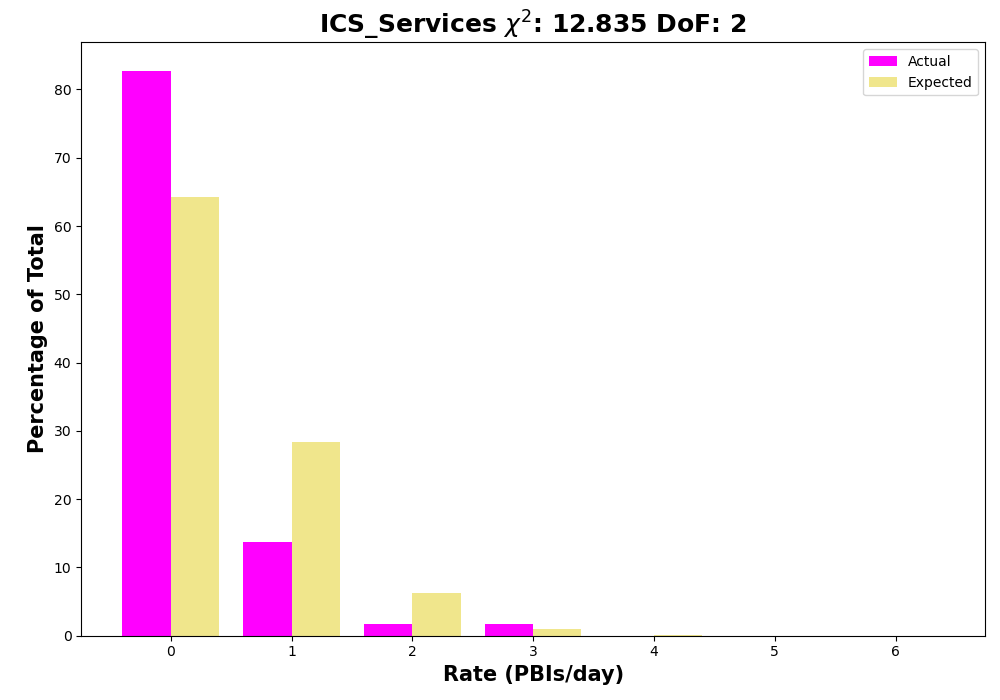 ICS_Services χ²: 12.835 DoF: 2
Actual
Expected
Percentage of Total
80
70
60
50
40
30
20
10
0
0 1 2 3 4 5 6
Rate (PBIs/day)